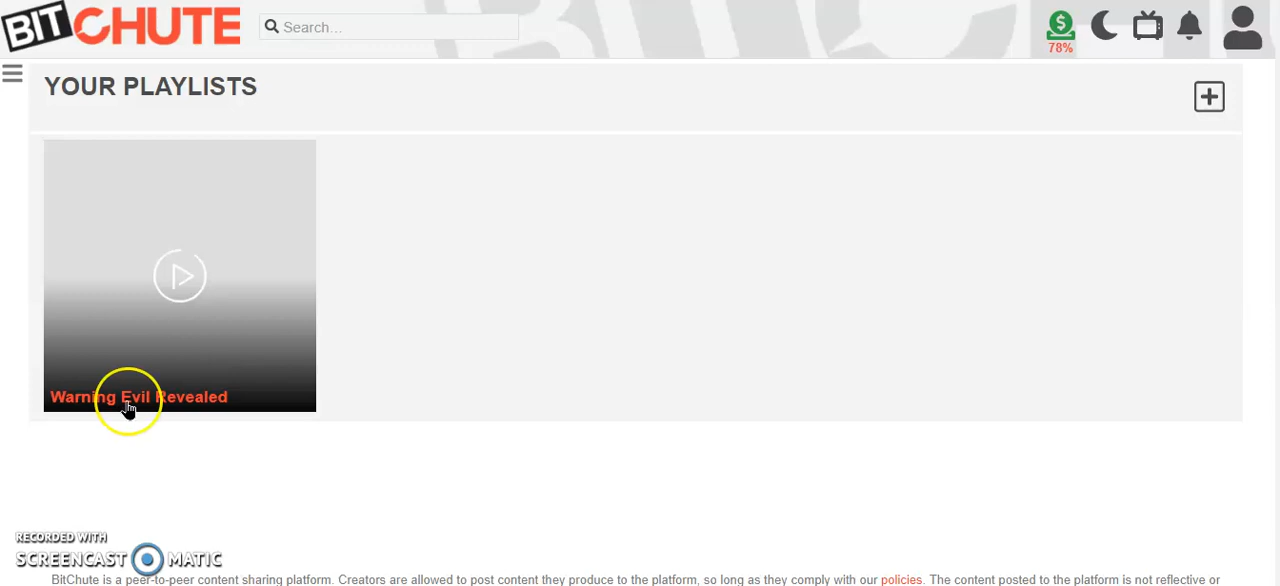 BITCHUTE
Search...
78%
YOUR PLAYLISTS
Warning Evil Revealed
RECORDED WITH
SCREENCAST MATIC
BitChute is a peer-to-peer content sharing platform. Creators are allowed to post content they produce to the platform, so long as they comply with our policies. The content posted to the platform is not reflective or